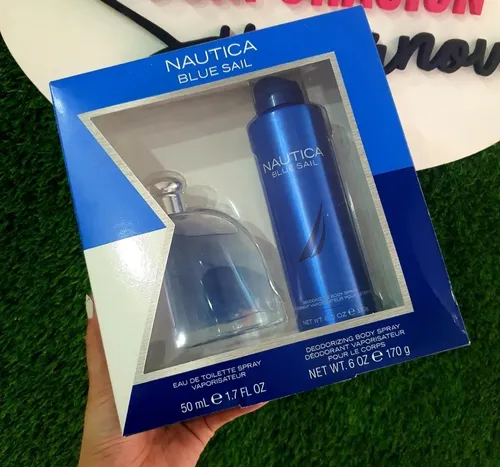 NAUTICA
BLUE SAIL
NAUTICA
BLUE SAIL
EAU DE TOILETTE SPRAY
VAPORISATEUR
50 mL e 1.7 FL OZ
DEODORIZING BODY SPRAY
DÉODORANT VAPORISATEUR
POUR LE CORPS
NET WT. 6 OZ e 170 g